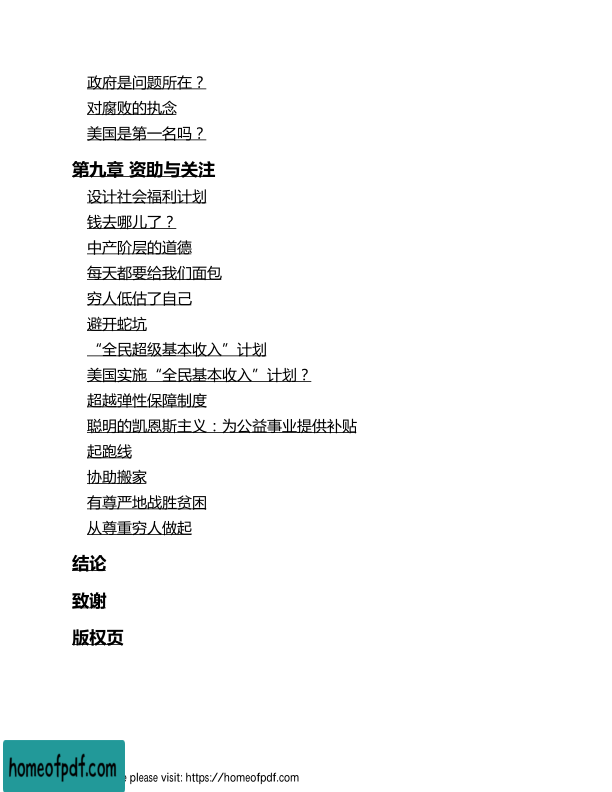 政府是问题所在？
对腐败的执念
美国是第一名吗？
第九章 资助与关注
设计社会福利计划
钱去哪儿了？
中产阶层的道德
每天都要给我们面包
穷人低估了自己
避开蛇坑
“全民超级基本收入”计划
美国实施“全民基本收入”计划？
超越弹性保障制度
聪明的凯恩斯主义：为公益事业提供补贴
起跑线
协助搬家
有尊严地战胜贫困
从尊重穷人做起
结论
致谢
版权页
homeofpdf.com
e please visit: https://homeofpdf.com